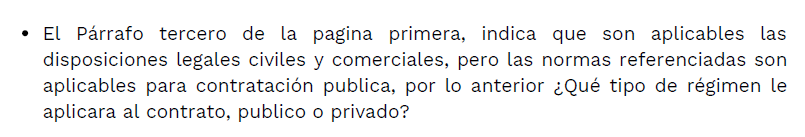 • El Párrafo tercero de la pagina primera, indica que son aplicables las
disposiciones legales civiles y comerciales, pero las normas referenciadas son
aplicables para contratación publica, por lo anterior ¿Qué tipo de régimen le
aplicara al contrato, publico o privado?